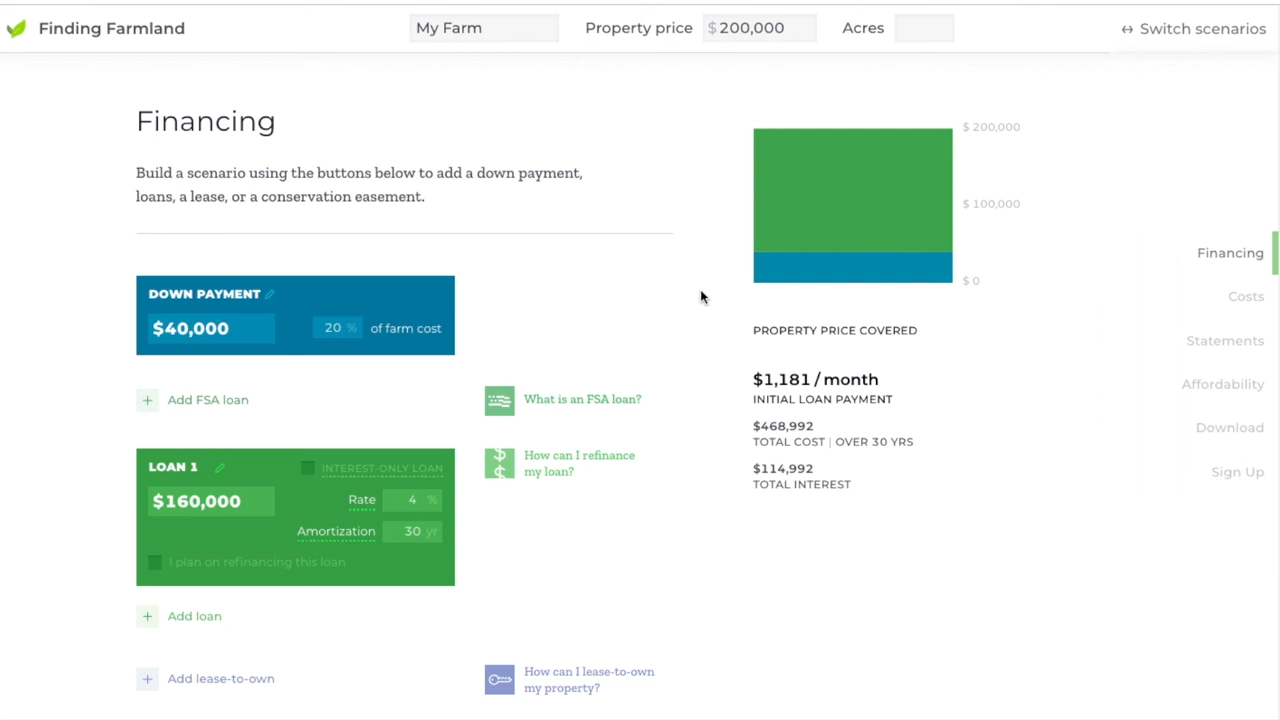 Finding Farmland
My Farm
Property price $ 200,000
Acres
↔ Switch scenarios
Financing
Build a scenario using the buttons below to add a down payment,
loans, a lease, or a conservation easement.
DOWN PAYMENT
$40,000 20 % of farm cost
+ Add FSA loan
What is an FSA loan?
LOAN 1 INTEREST-ONLY LOAN
$160,000 Rate 4 %
Amortization 30 yr
I plan on refinancing this loan
How can I refinance
my loan?
+ Add loan
+ Add lease-to-own
How can I lease-to-own
my property?
$ 200,000
$ 100,000
$ 0
PROPERTY PRICE COVERED
$1,181 / month
INITIAL LOAN PAYMENT
$468,992
TOTAL COST | OVER 30 YRS
$114,992
TOTAL INTEREST
Financing
Costs
Statements
Affordability
Download
Sign Up